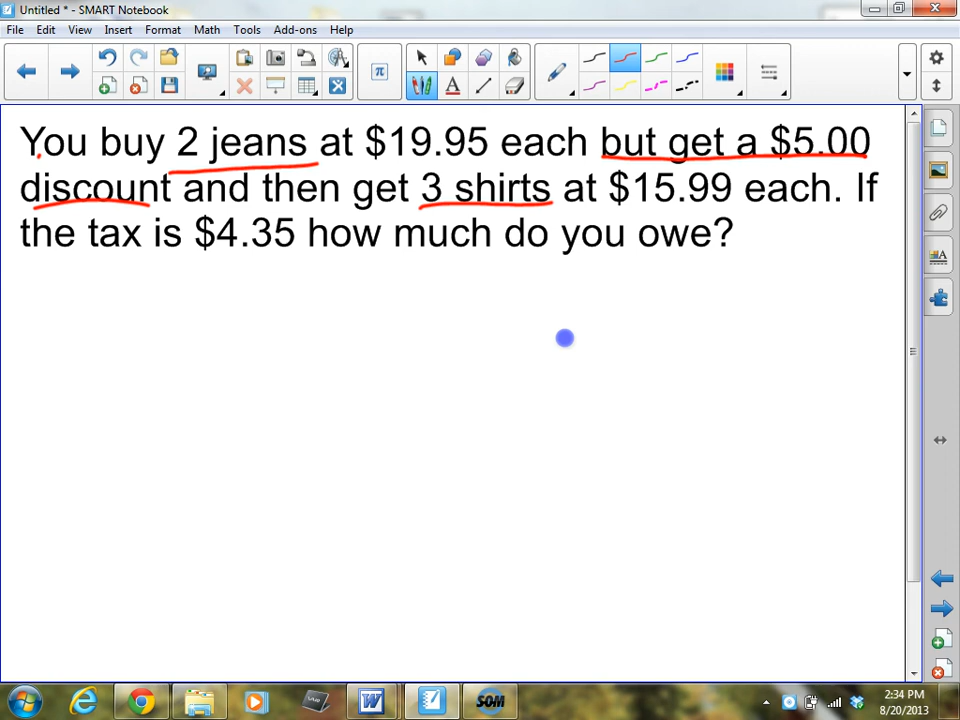 Untitled * - SMART Notebook
File Edit View Insert Format Math Tools Add-ons Help
π
A
You buy 2 jeans at $19.95 each but get a $5.00
discount and then get 3 shirts at $15.99 each. If
the tax is $4.35 how much do you owe?
SOM
2:34 PM
8/20/2013